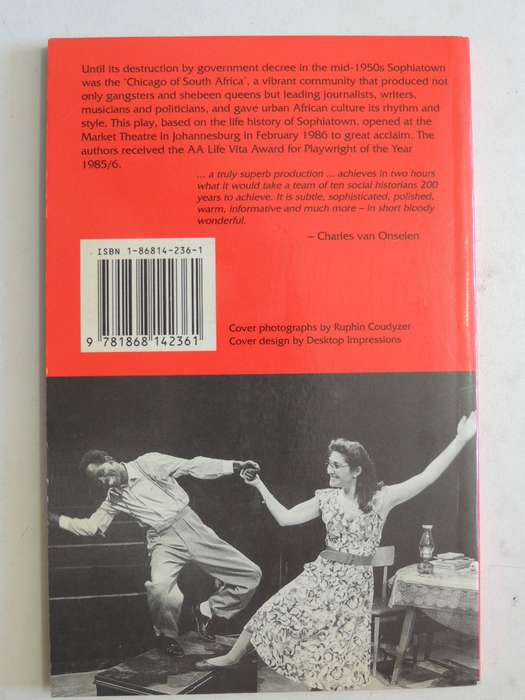 Until its destruction by government decree in the mid-1950s Sophiatown
was the 'Chicago of South Africa', a vibrant community that produced not
only gangsters and shebeen queens but leading journalists, writers,
musicians and politicians, and gave urban African culture its rhythm and
style. This play, based on the life history of Sophiatown, opened at the
Market Theatre in Johannesburg in February 1986 to great acclaim. The
authors received the AA Life Vita Award for Playwright of the Year
1985/6.
... a truly superb production ... achieves in two hours
what it would take a team of ten social historians 200
years to achieve. It is subtle, sophisticated, polished,
warm, informative and much more – in short bloody
wonderful.
– Charles van Onselen
ISBN 1-86814-236-1
9 781868 142361
Cover photographs by Ruphin Coudyzer
Cover design by Desktop Impressions